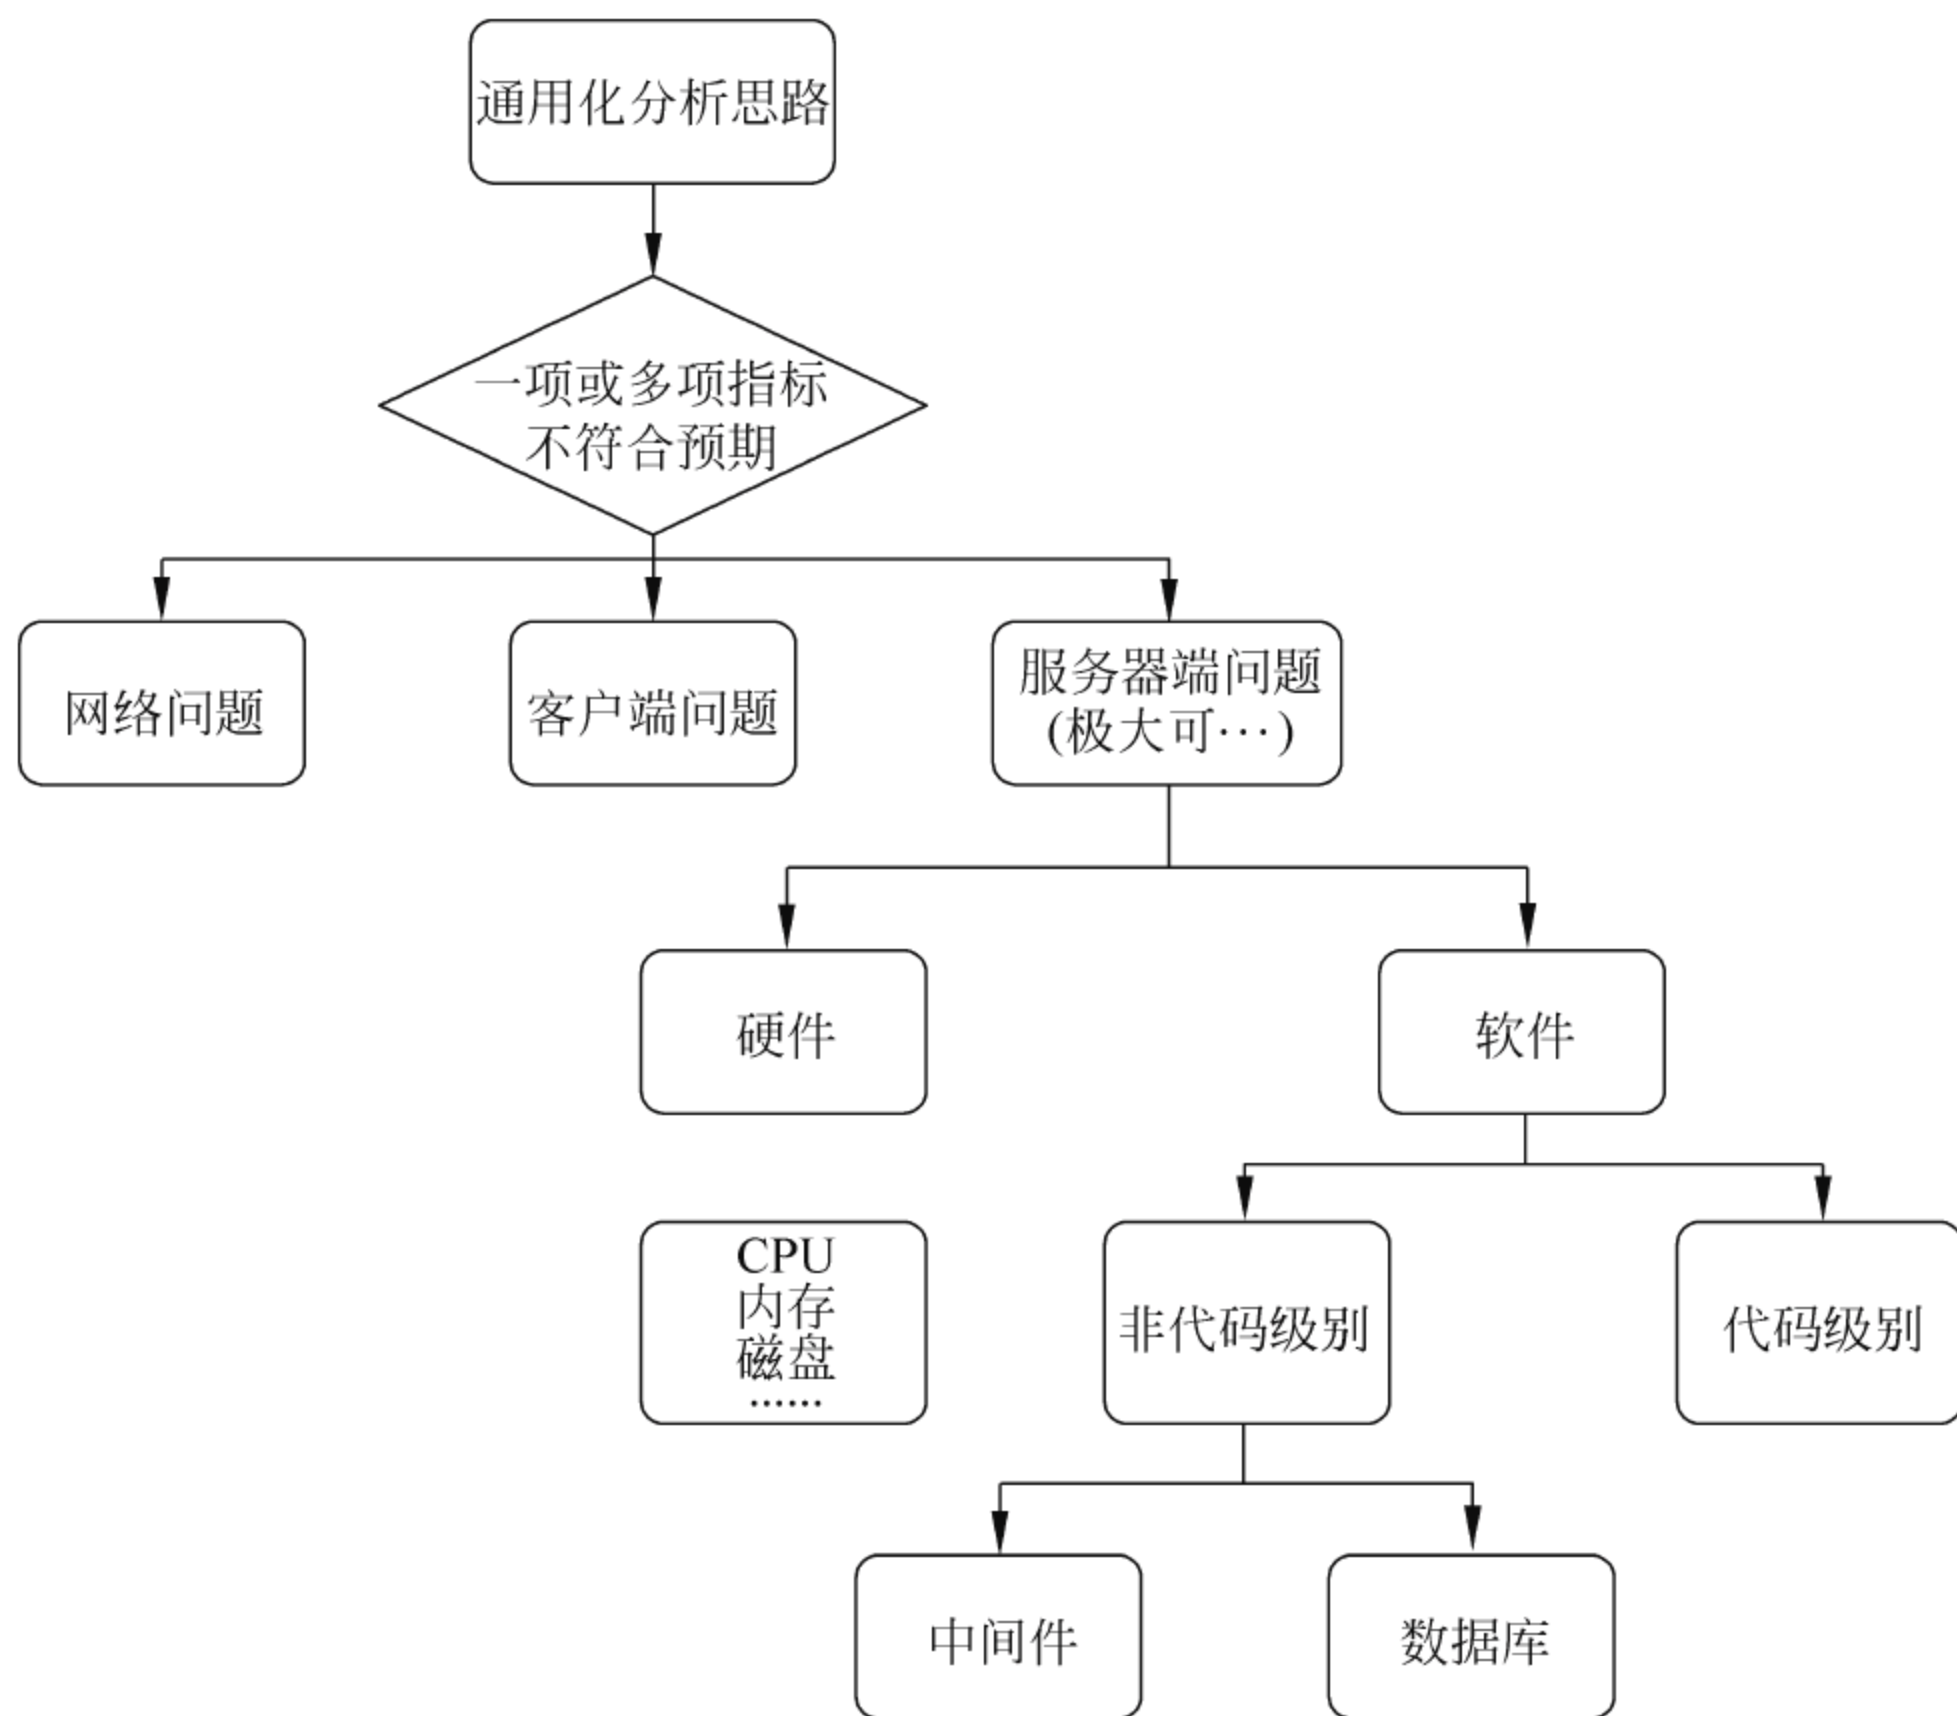 通用化分析思路
一项或多项指标
不符合预期
网络问题
客户端问题
服务器端问题
(极大可…)
硬件
软件
CPU
内存
磁盘
……
非代码级别
代码级别
中间件
数据库